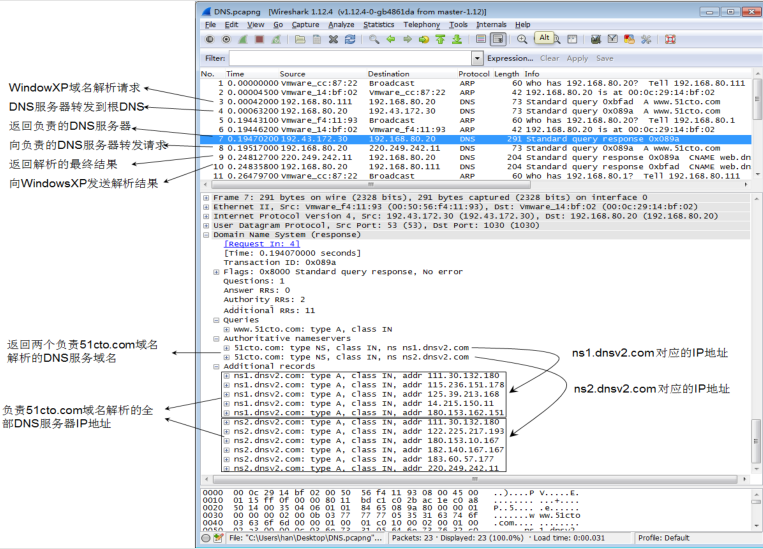 DNS.pcapng [Wireshark 1.12.4 (v1.12.4-0-gb4861da from master-1.12)]
File Edit View Go Capture Analyze Statistics Telephony Tools Internals Help
Alt
Filter: Expression... Clear Apply Save
No. Time Source Destination Protocol Length Info
1 0.00000000 Vmware_cc:87:22 Broadcast ARP 60 Who has 192.168.80.20? Tell 192.168.80.111
2 0.00004500 Vmware_14:bf:02 Vmware_cc:87:22 ARP 42 192.168.80.20 is at 00:0c:29:14:bf:02
3 0.00042000 192.168.80.111 192.168.80.20 DNS 73 Standard query 0xbfad A www.51cto.com
4 0.00063200 192.168.80.20 192.43.172.30 DNS 73 Standard query 0x089a A www.51cto.com
5 0.19443100 Vmware_f4:11:93 Broadcast ARP 60 Who has 192.168.80.20? Tell 192.168.80.1
6 0.19446200 Vmware_14:bf:02 Vmware_f4:11:93 ARP 42 192.168.80.20 is at 00:0c:29:14:bf:02
7 0.19470200 192.43.172.30 192.168.80.20 DNS 291 Standard query response 0x089a
8 0.19517000 192.168.80.20 220.249.242.11 DNS 73 Standard query 0x089a A www.51cto.com
9 0.24812700 220.249.242.11 192.168.80.20 DNS 204 Standard query response 0x089a CNAME web.dn
10 0.24835800 192.168.80.20 192.168.80.111 DNS 204 Standard query response 0xbfad CNAME web.dn
11 0.26479700 Vmware_f4:11:93 Broadcast ARP 60 Who has 192.168.80.1? Tell 192.168.80.1
WindowXP域名解析请求
DNS服务器转发到根DNS
返回负责的DNS服务器
向负责的DNS服务器转发请求
返回解析的最终结果
向WindowsXP发送解析结果
Frame 7: 291 bytes on wire (2328 bits), 291 bytes captured (2328 bits) on interface 0
Ethernet II, Src: Vmware_f4:11:93 (00:50:56:f4:11:93), Dst: Vmware_14:bf:02 (00:0c:29:14:bf:02)
Internet Protocol Version 4, Src: 192.43.172.30 (192.43.172.30), Dst: 192.168.80.20 (192.168.80.20)
User Datagram Protocol, Src Port: 53 (53), Dst Port: 1030 (1030)
Domain Name System (response)
[Request In: 4]
[Time: 0.194070000 seconds]
Transaction ID: 0x089a
Flags: 0x8000 Standard query response, No error
Questions: 1
Answer RRs: 0
Authority RRs: 2
Additional RRs: 11
Queries
www.51cto.com: type A, class IN
Authoritative nameservers
51cto.com: type NS, class IN, ns ns1.dnsv2.com
51cto.com: type NS, class IN, ns ns2.dnsv2.com
Additional records
ns1.dnsv2.com: type A, class IN, addr 111.30.132.180
ns1.dnsv2.com: type A, class IN, addr 115.236.151.178
ns1.dnsv2.com: type A, class IN, addr 125.39.213.168
ns1.dnsv2.com: type A, class IN, addr 14.215.150.11
ns1.dnsv2.com: type A, class IN, addr 180.153.162.151
ns2.dnsv2.com: type A, class IN, addr 111.30.132.180
ns2.dnsv2.com: type A, class IN, addr 122.225.217.193
ns2.dnsv2.com: type A, class IN, addr 180.153.10.167
ns2.dnsv2.com: type A, class IN, addr 182.140.167.167
ns2.dnsv2.com: type A, class IN, addr 183.60.57.177
ns2.dnsv2.com: type A, class IN, addr 220.249.242.11
返回两个负责51cto.com域名
解析的DNS服务域名
负责51cto.com域名解析的全
部DNS服务器IP地址
ns1.dnsv2.com对应的IP地址
ns2.dnsv2.com对应的IP地址
0000 00 0c 29 14 bf 02 00 50 56 f4 11 93 08 00 45 00 ..)....P V.....E.
0010 01 15 ff 0f 00 00 80 11 bd c1 c0 2b ac 1e c0 a8 ........ ...+....
0020 50 14 00 35 04 06 01 01 84 65 08 9a 80 00 00 01 P..5.... .e......
0030 00 00 00 02 00 0b 03 77 77 77 05 35 31 63 74 6f .......w ww.51cto
0040 03 63 6f 6d 00 00 01 00 01 c0 10 00 02 00 01 00 .com.... ........
File: "C:\Users\han\Desktop\DNS.pcapng"... Packets: 23 · Displayed: 23 (100.0%) · Load time: 0:00.031 Profile: Default